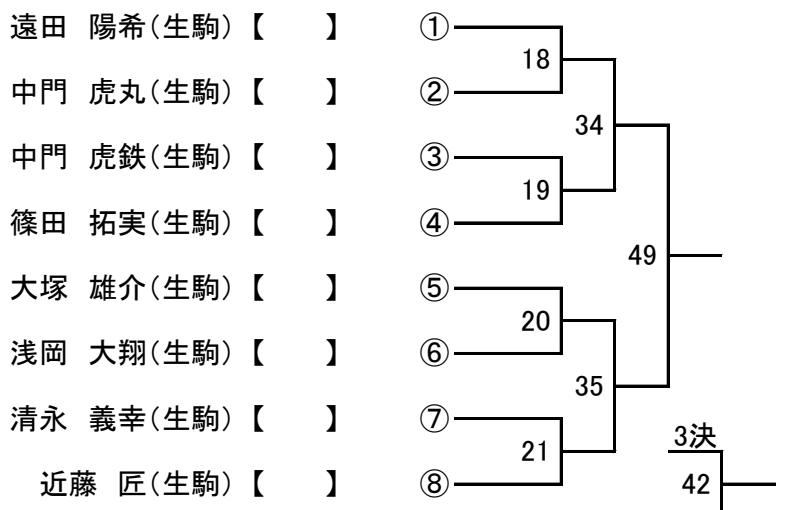 遠田　陽希(生駒)【　　】　①
18
中門　虎丸(生駒)【　　】　②
34
中門　虎鉄(生駒)【　　】　③
19
篠田　拓実(生駒)【　　】　④
49
大塚　雄介(生駒)【　　】　⑤
20
浅岡　大翔(生駒)【　　】　⑥
35
清永　義幸(生駒)【　　】　⑦
3決
21
近藤　匠(生駒)【　　】　⑧
42